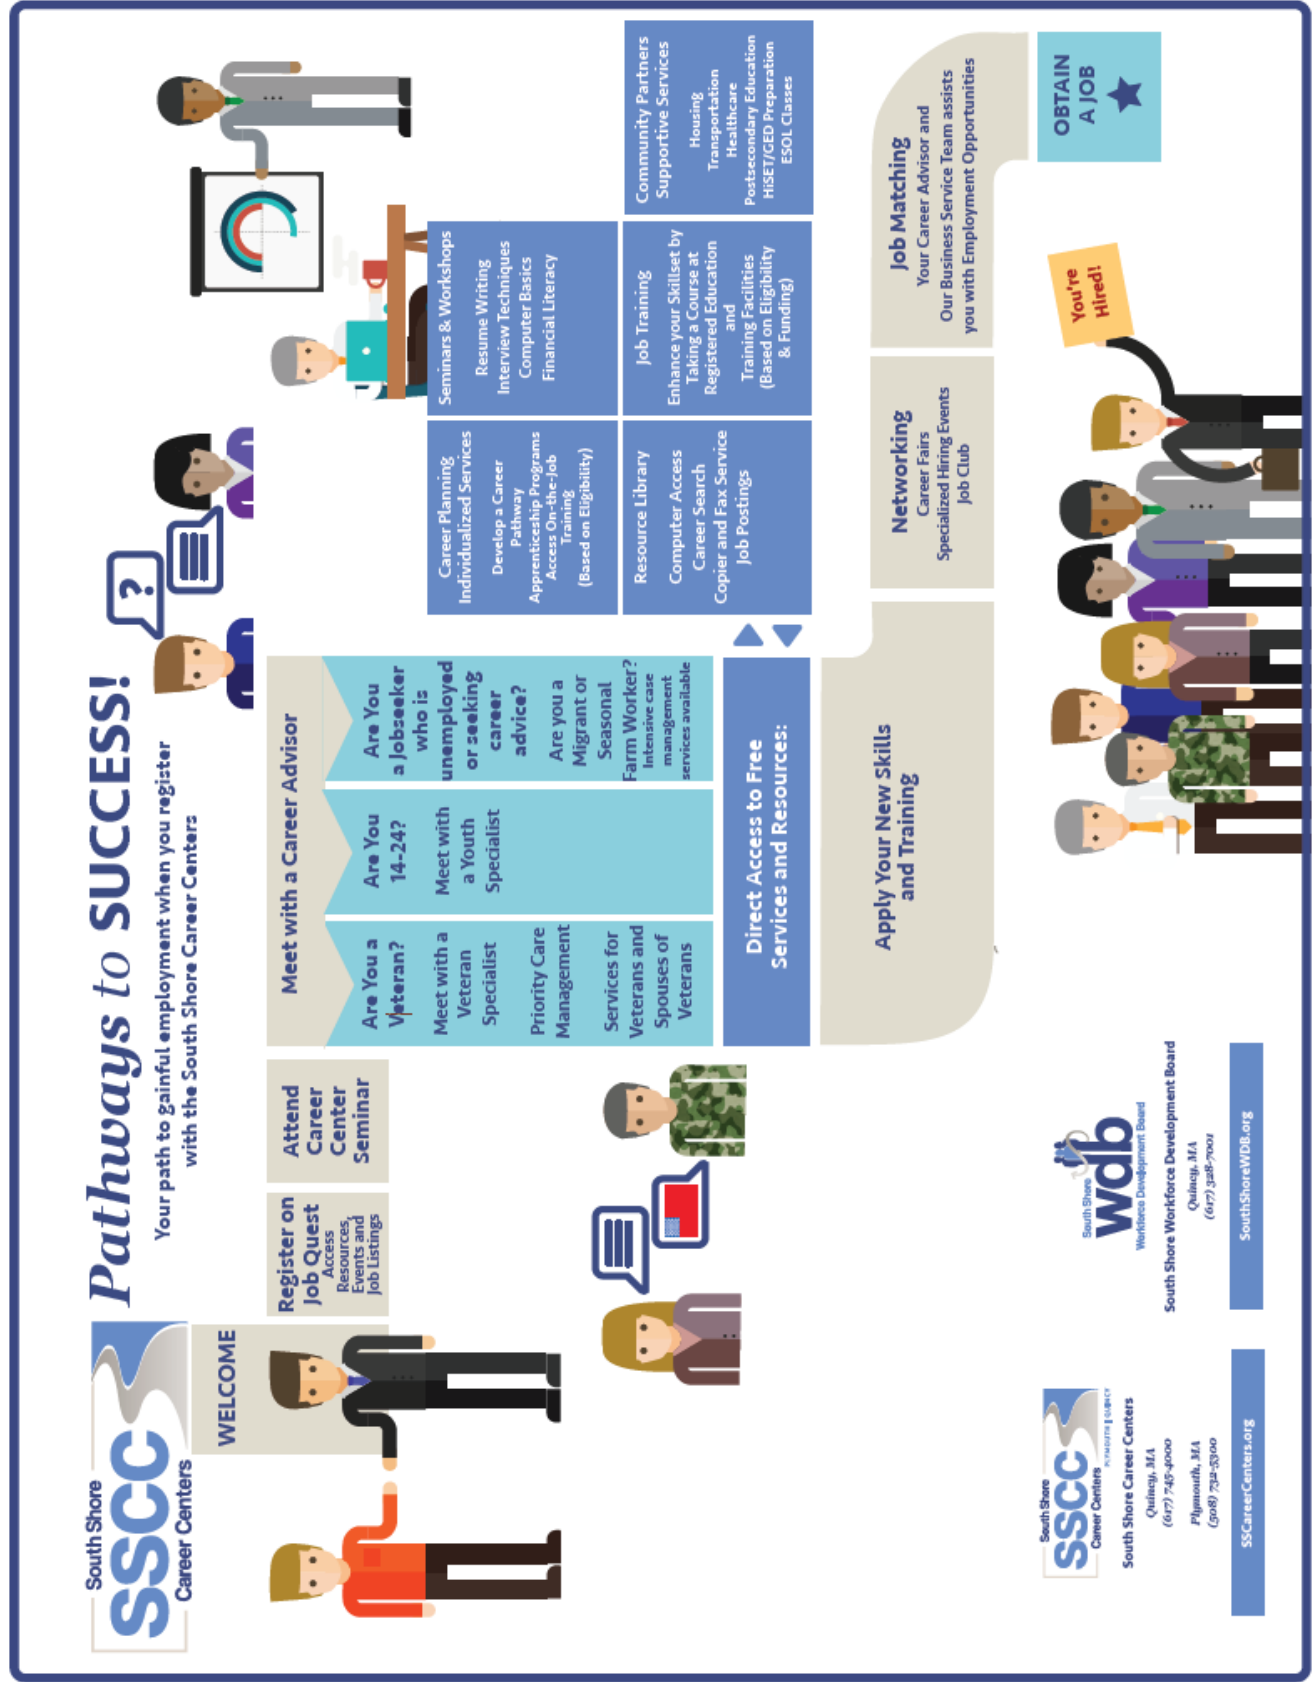 South Shore
SSCC
Career Centers
Pathways to SUCCESS!
Your path to gainful employment when you register
with the South Shore Career Centers
WELCOME
Register on
Job Quest
Access
Resources,
Events and
Job Listings
Attend
Career
Center
Seminar
Meet with a Career Advisor
Are You a
Veteran?
Meet with a
Veteran
Specialist
Priority Care
Management
Services for
Veterans and
Spouses of
Veterans
Are You
14-24?
Meet with
a Youth
Specialist
Are You
a Jobseeker
who is
unemployed
or seeking
career
advice?
Are you a
Migrant or
Seasonal
Farm Worker?
Intensive case
management
services available
?
Direct Access to Free
Services and Resources:
Career Planning
Individualized Services
Develop a Career
Pathway
Apprenticeship Programs
Access On-the-Job
Training
(Based on Eligibility)
Seminars & Workshops
Resume Writing
Interview Techniques
Computer Basics
Financial Literacy
Resource Library
Computer Access
Career Search
Copier and Fax Service
Job Postings
Job Training
Enhance your Skillset by
Taking a Course at
Registered Education
and
Training Facilities
(Based on Eligibility
& Funding)
Community Partners
Supportive Services
Housing
Transportation
Healthcare
Postsecondary Education
HiSET/GED Preparation
ESOL Classes
Apply Your New Skills
and Training
Networking
Career Fairs
Specialized Hiring Events
Job Club
Job Matching
Your Career Advisor and
Our Business Service Team assists
you with Employment Opportunities
OBTAIN
A JOB
You're
Hired!
South Shore
SSCC
Career Centers
PLYMOUTH | QUINCY
South Shore Career Centers
Quincy, MA
(617) 745-4000
Plymouth, MA
(508) 732-5300
SSCareerCenters.org
South Shore
wdb
Workforce Development Board
South Shore Workforce Development Board
Quincy, MA
(617) 328-7001
SouthShoreWDB.org